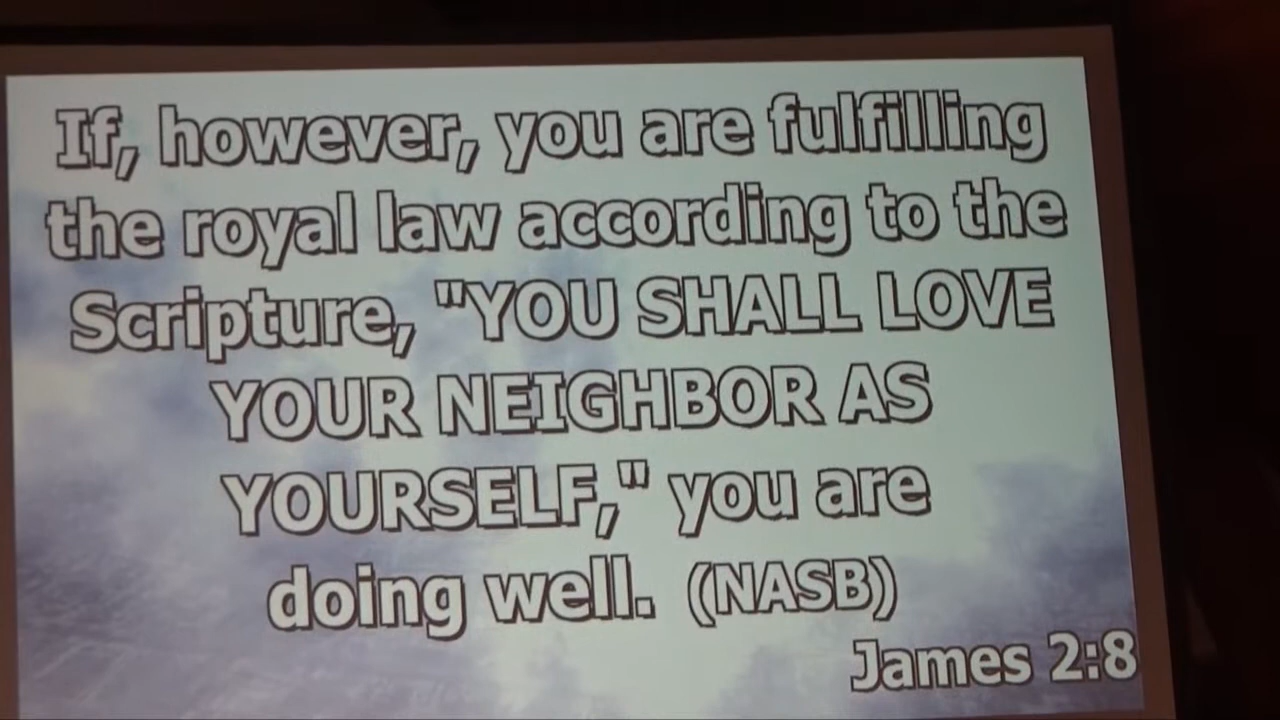 If, however, you are fulfilling
the royal law according to the
Scripture, "YOU SHALL LOVE
YOUR NEIGHBOR AS
YOURSELF," you are
doing well. (NASB)
James 2:8